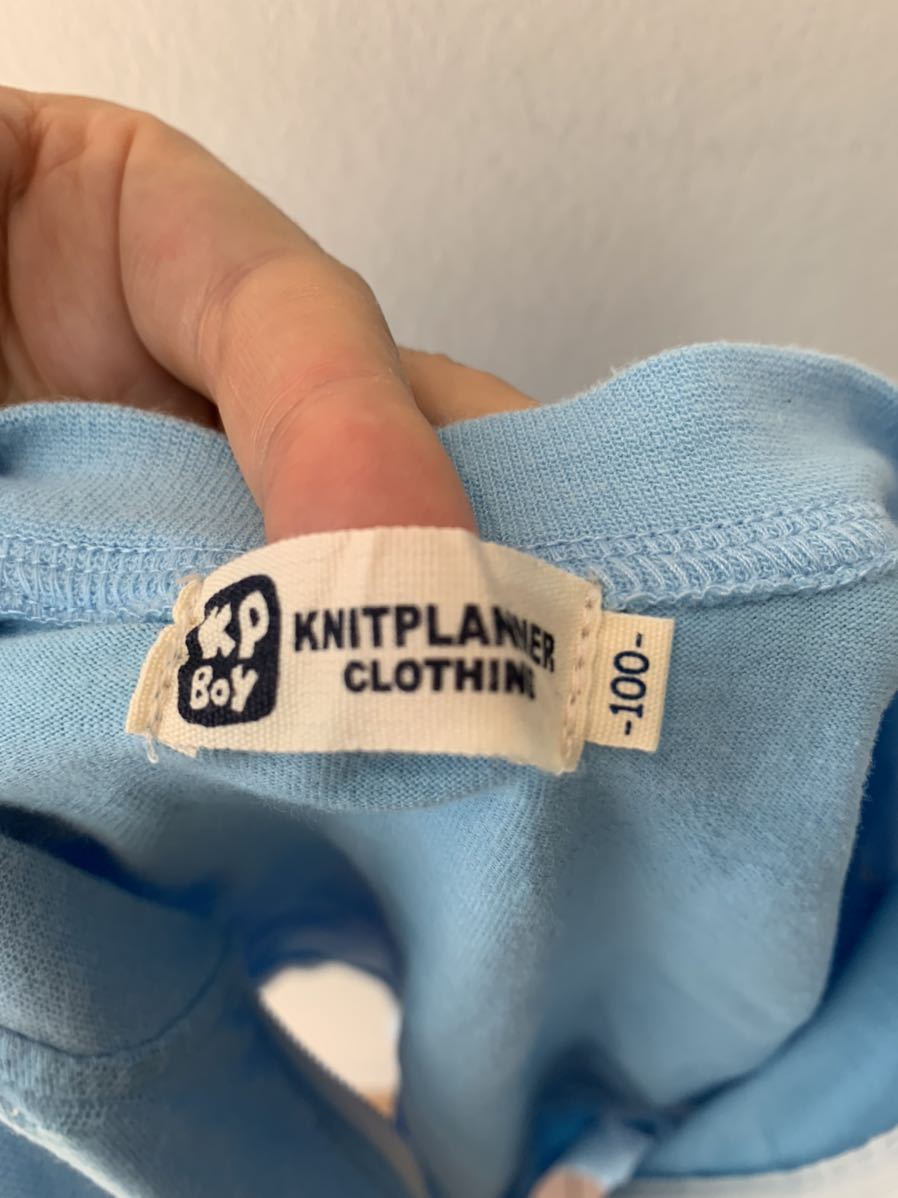 KP
BOY
KNITPLANNER
CLOTHING
-100-